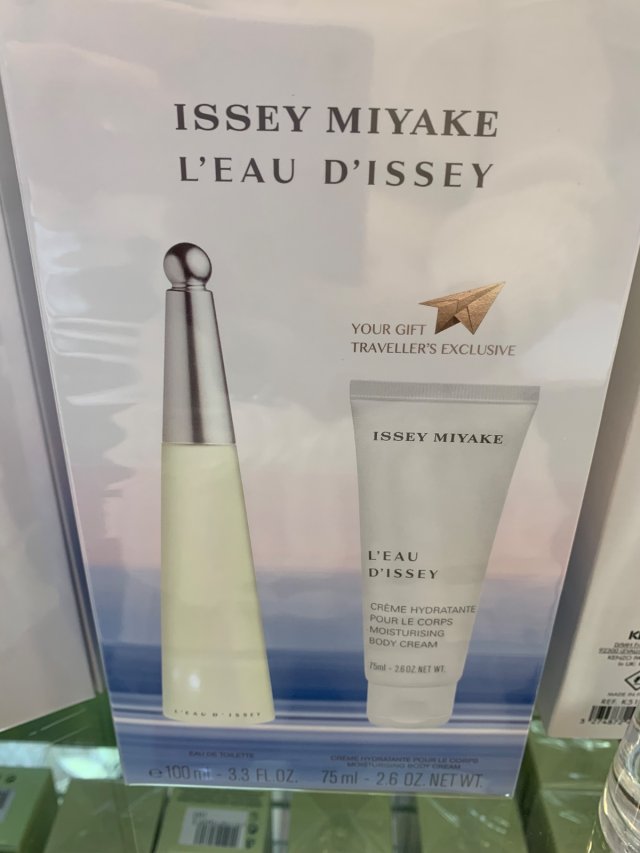 ISSEY MIYAKE
L'EAU D'ISSEY
YOUR GIFT
TRAVELLER'S EXCLUSIVE
ISSEY MIYAKE
L'EAU
D'ISSEY
CRÈME HYDRATANTE
POUR LE CORPS
MOISTURISING
BODY CREAM
75ml - 2.6 OZ. NET WT.
L'EAU D'ISSEY
EAU DE TOILETTE
℮ 100 ml - 3.3 FL. OZ.
CRÈME HYDRATANTE POUR LE CORPS
MOISTURISING BODY CREAM
75 ml - 2.6 OZ. NET WT.
MADE IN